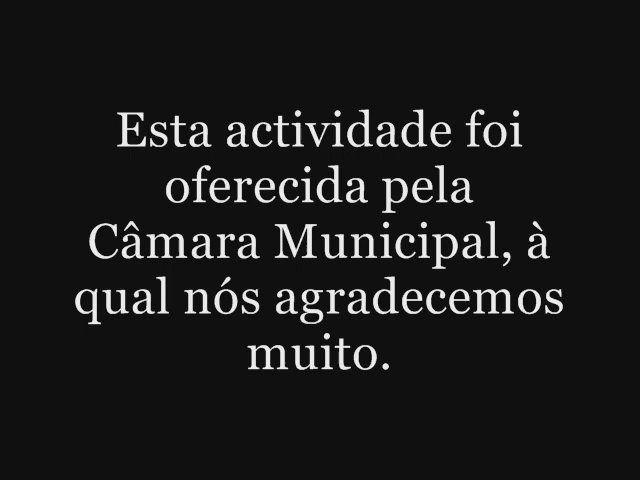 Esta actividade foi
oferecida pela
Câmara Municipal, à
qual nós agradecemos
muito.